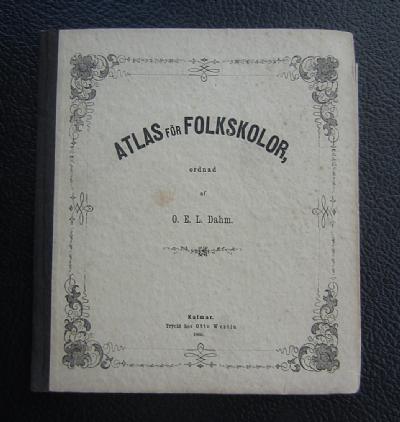 ATLAS FÖR FOLKSKOLOR,
ordnad
af
O. E. L. Dahm.
Kalmar.
Tryckt hos Otto Westin